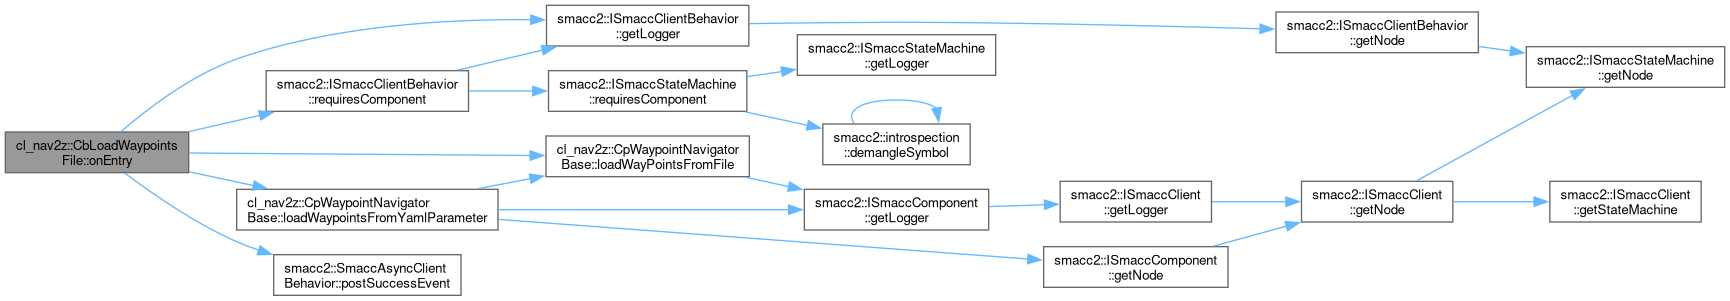 cl_nav2z::CbLoadWaypoints
File::onEntry
smacc2::ISmaccClientBehavior
::getLogger
smacc2::ISmaccClientBehavior
::requiresComponent
cl_nav2z::CpWaypointNavigator
Base::loadWayPointsFromFile
cl_nav2z::CpWaypointNavigator
Base::loadWaypointsFromYamlParameter
smacc2::SmaccAsyncClient
Behavior::postSuccessEvent
smacc2::ISmaccStateMachine
::requiresComponent
smacc2::ISmaccStateMachine
::getLogger
smacc2::introspection
::demangleSymbol
smacc2::ISmaccComponent
::getLogger
smacc2::ISmaccClient
::getLogger
smacc2::ISmaccComponent
::getNode
smacc2::ISmaccClientBehavior
::getNode
smacc2::ISmaccClient
::getNode
smacc2::ISmaccStateMachine
::getNode
smacc2::ISmaccClient
::getStateMachine